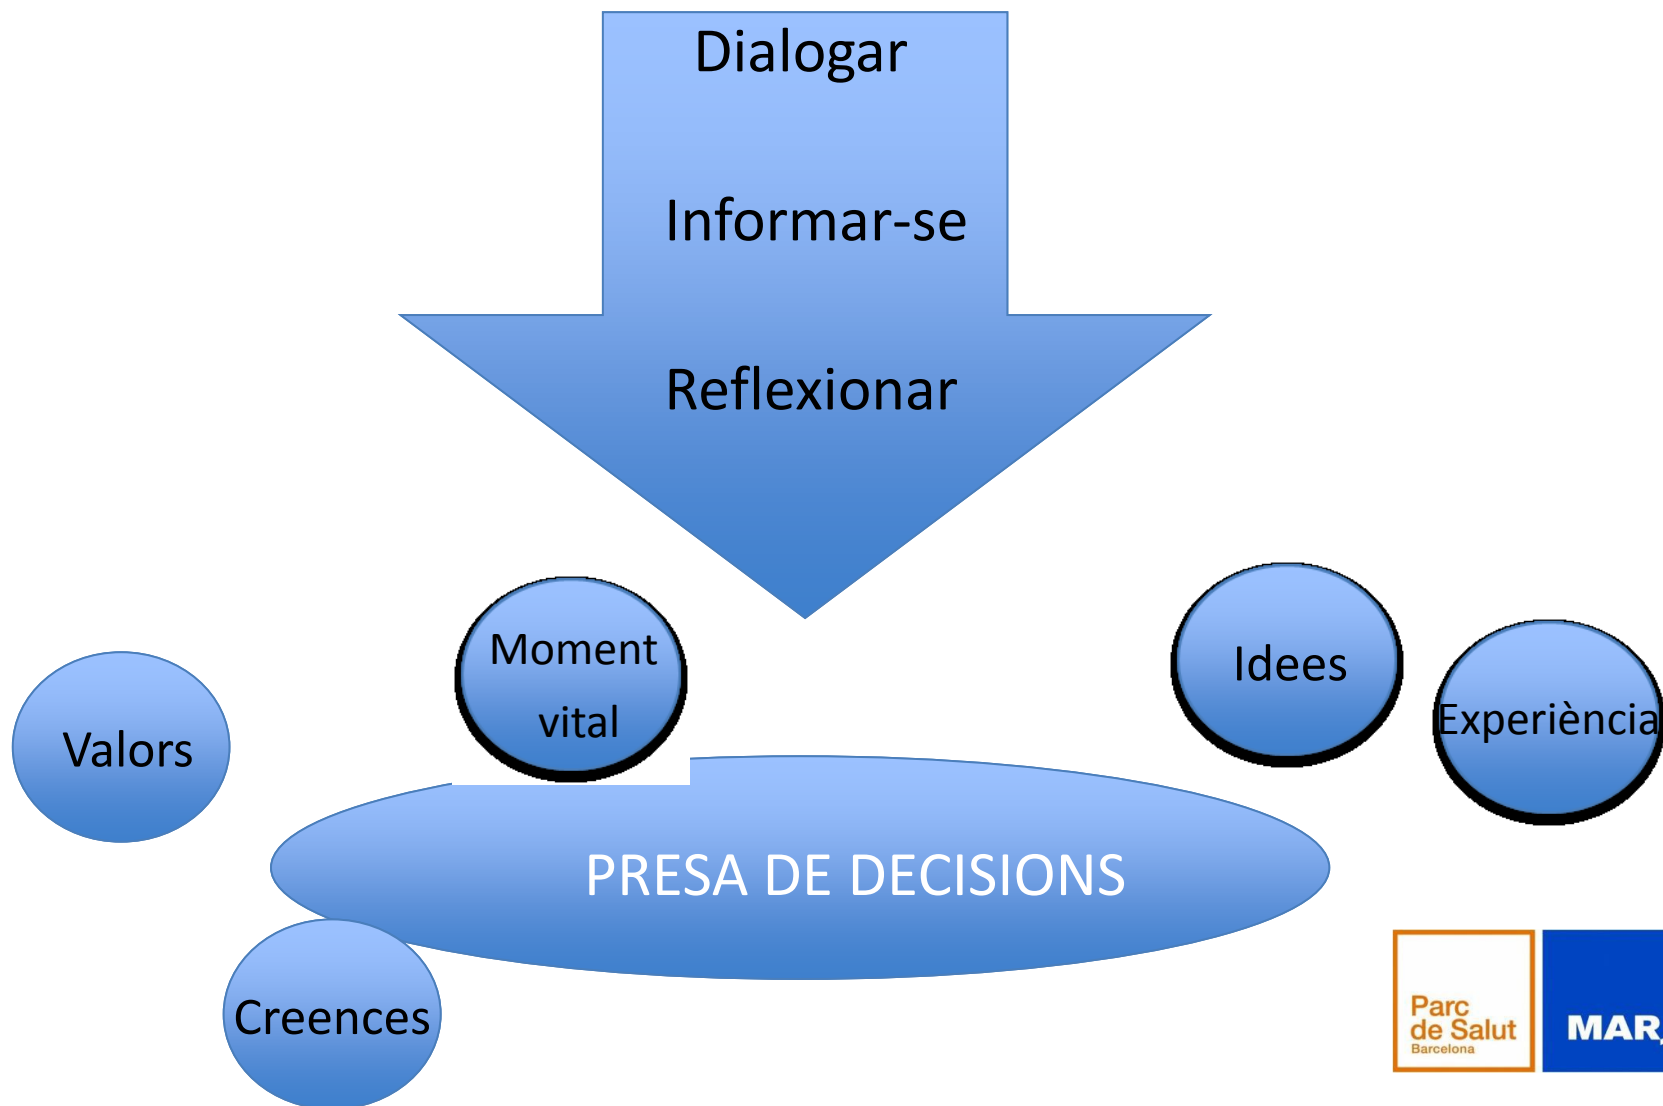 Dialogar
Informar-se
Reflexionar
Moment
vital
Idees
Experiència
Valors
PRESA DE DECISIONS
Creences
Parc
de Salut
Barcelona
MAR